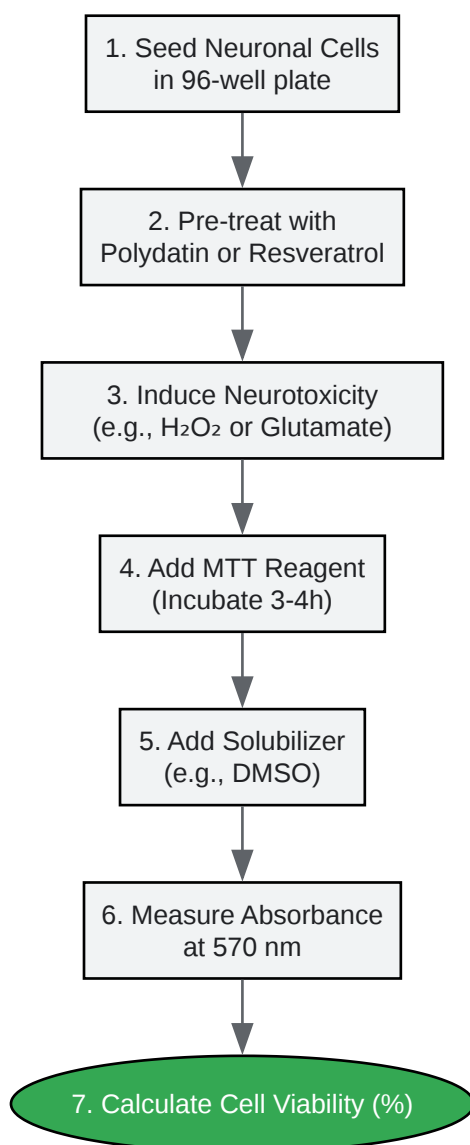 1. Seed Neuronal Cells
in 96-well plate
2. Pre-treat with
Polydatin or Resveratrol
3. Induce Neurotoxicity
(e.g., H₂O₂ or Glutamate)
4. Add MTT Reagent
(Incubate 3-4h)
5. Add Solubilizer
(e.g., DMSO)
6. Measure Absorbance
at 570 nm
7. Calculate Cell Viability (%)